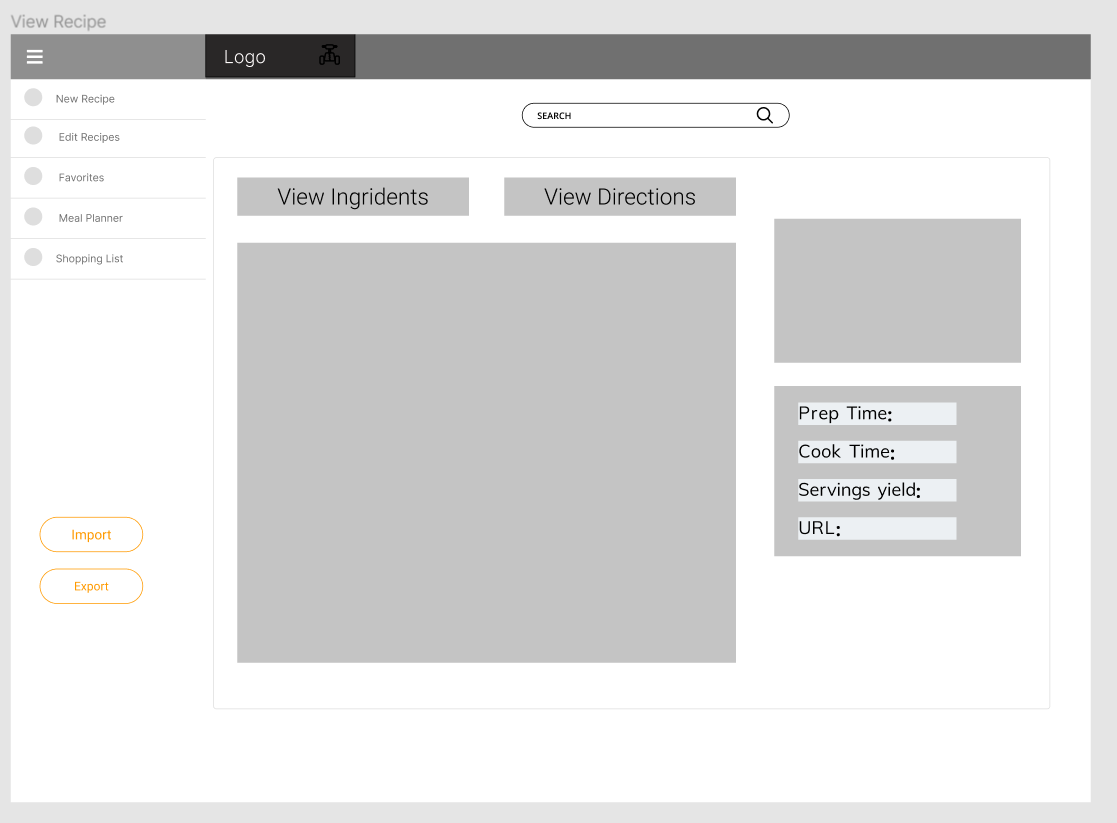 View Recipe
Logo
New Recipe
SEARCH
Edit Recipes
Favorites
Meal Planner
Shopping List
Import
Export
View Ingridents
View Directions
Prep Time:
Cook Time:
Servings yield:
URL: